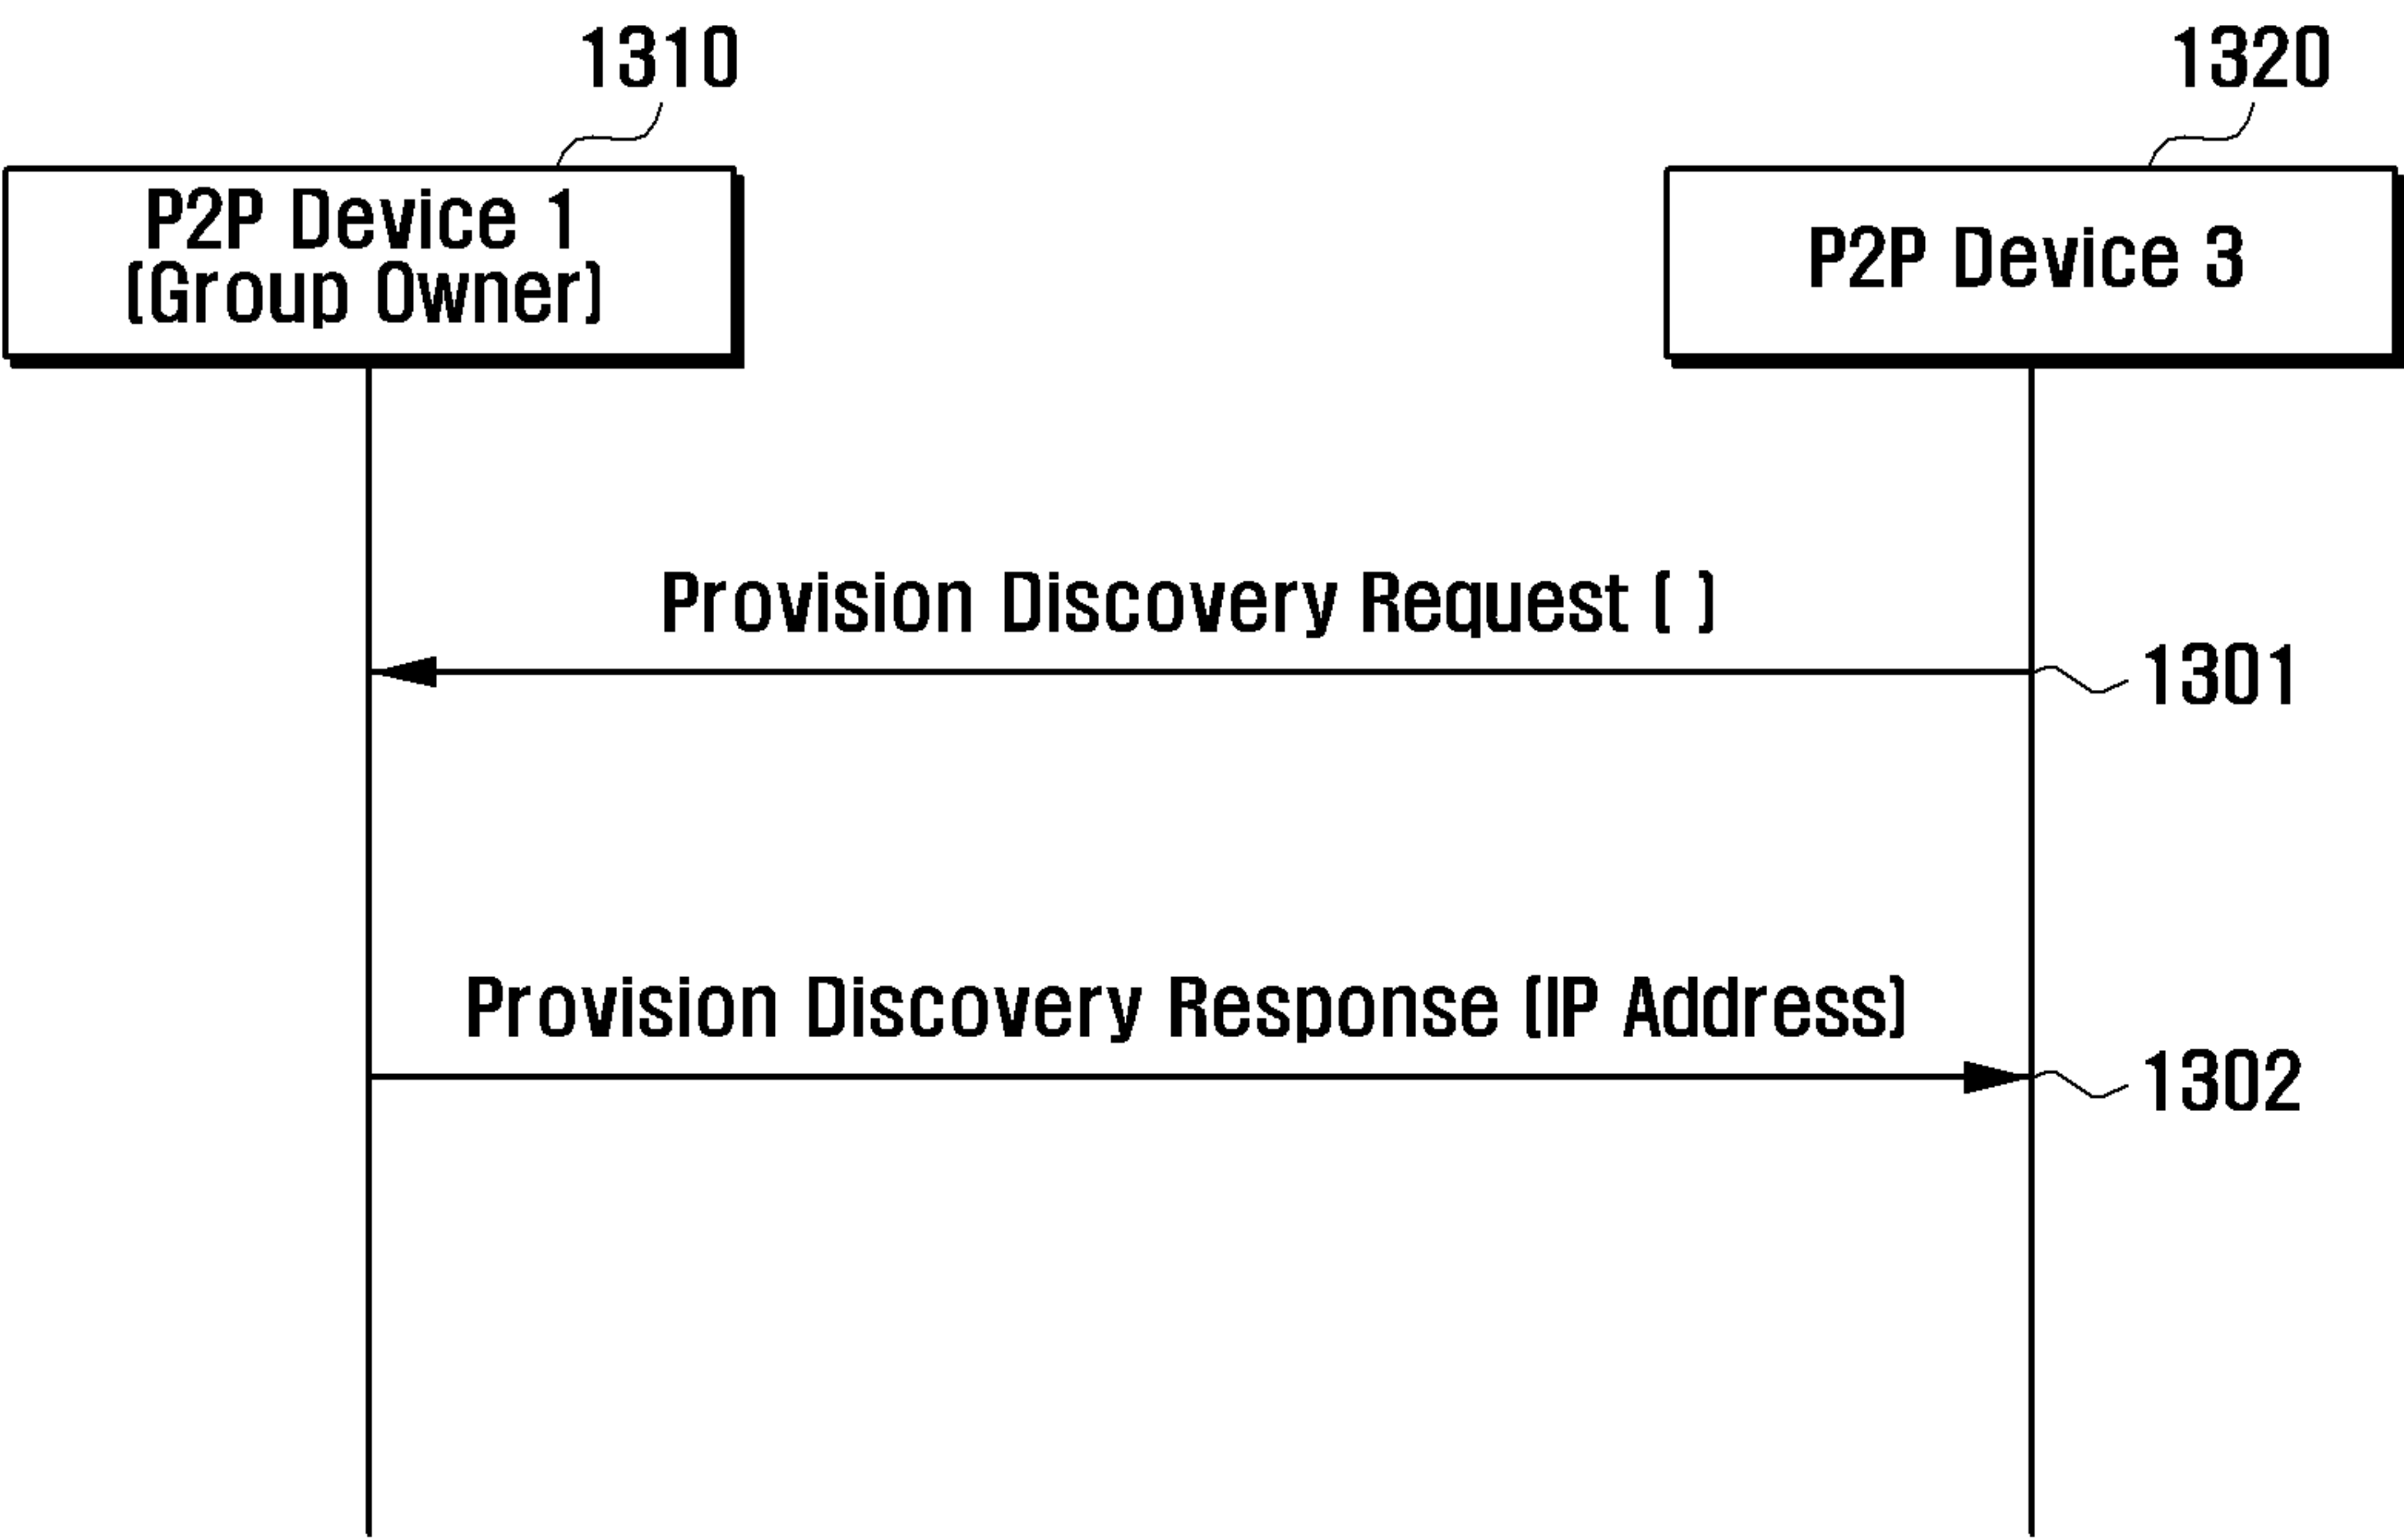 1310
1320
P2P Device 1
(Group Owner)
P2P Device 3
Provision Discovery Request ( )
1301
Provision Discovery Response (IP Address)
1302